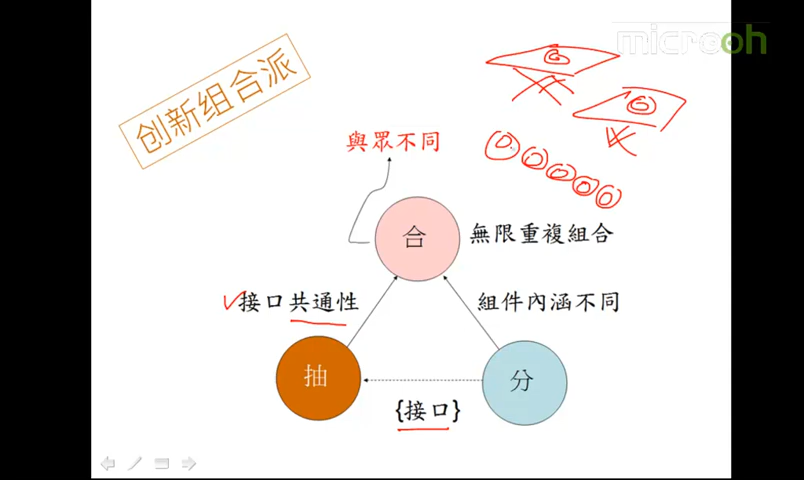 microoh
创新组合派
與眾不同
合
無限重複組合
接口共通性
組件內涵不同
抽
分
{接口}